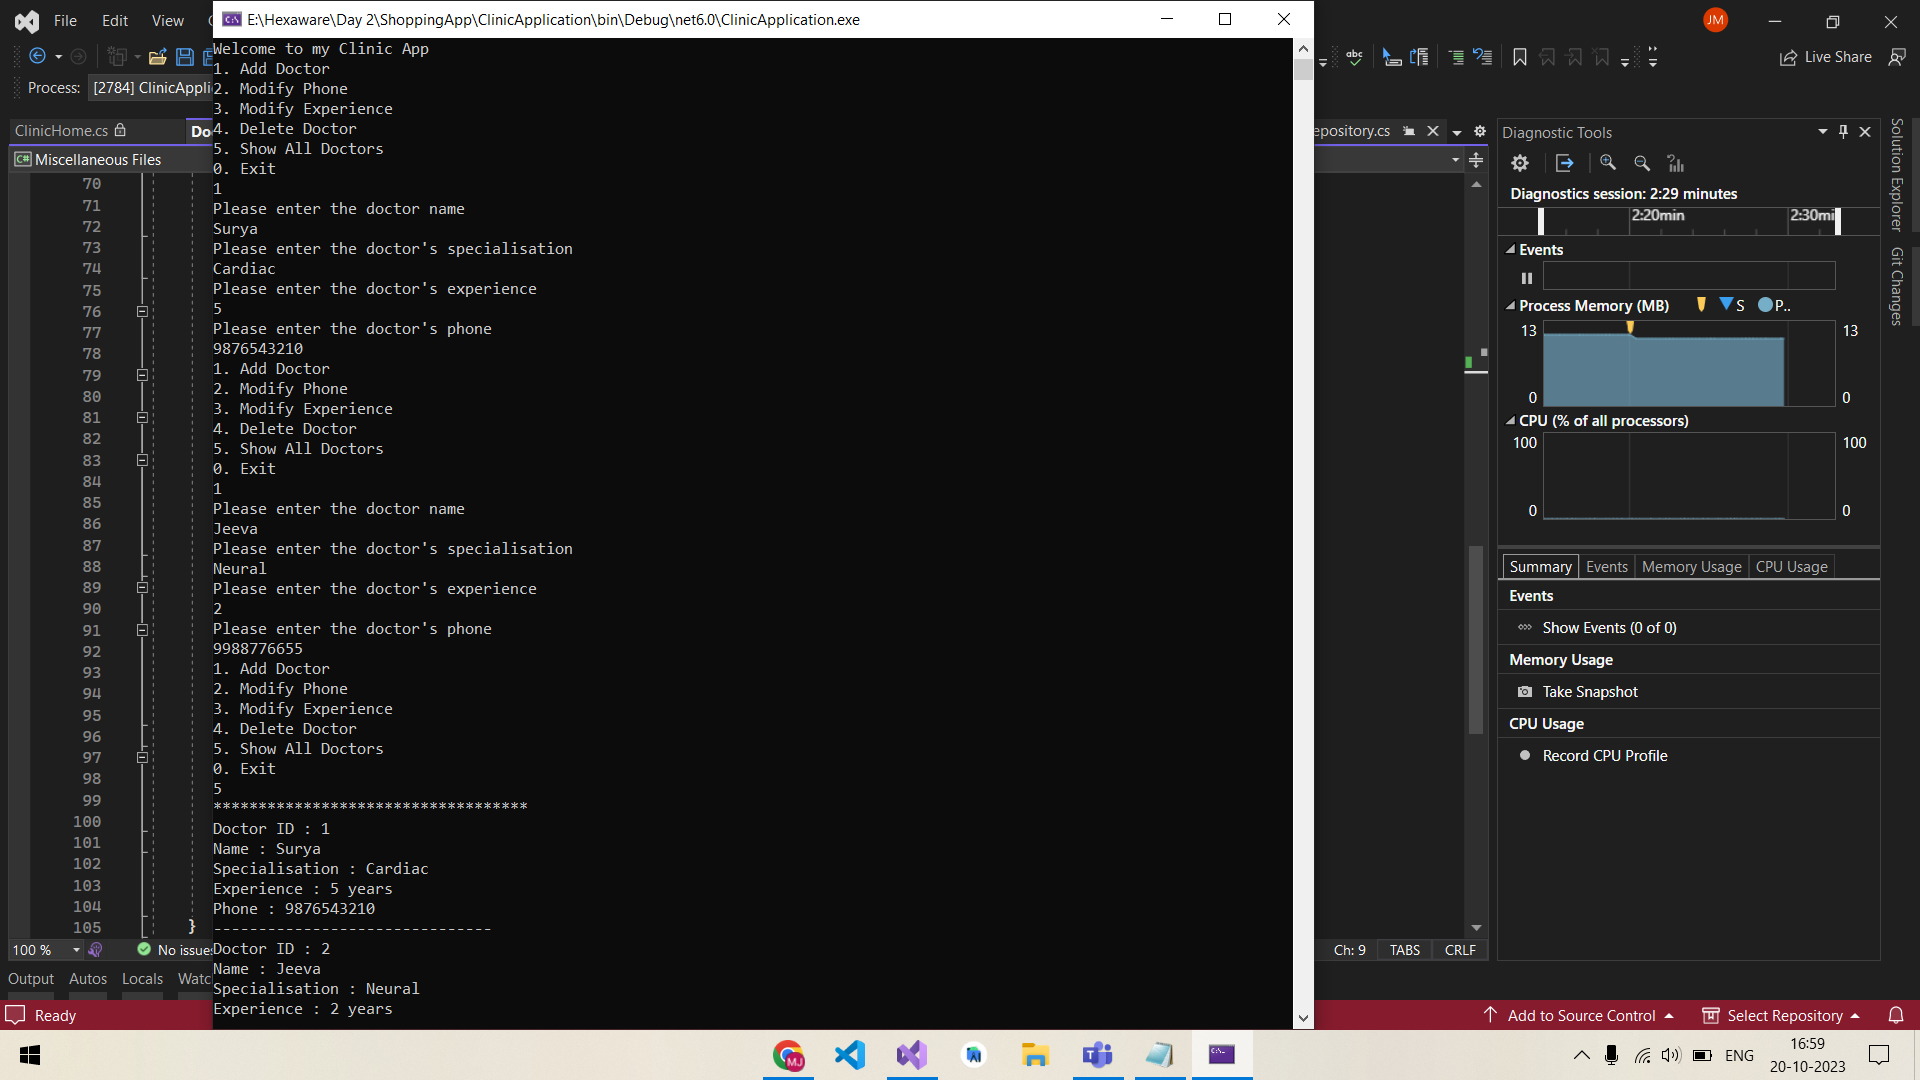 E:\Hexaware\Day 2\ShoppingApp\ClinicApplication\bin\Debug\net6.0\ClinicApplication.exe
File Edit View
JM
Live Share
Process: [2784] ClinicAppli
ClinicHome.cs
Do
epository.cs
Miscellaneous Files
Welcome to my Clinic App
1. Add Doctor
2. Modify Phone
3. Modify Experience
4. Delete Doctor
5. Show All Doctors
0. Exit
1
Please enter the doctor name
Surya
Please enter the doctor's specialisation
Cardiac
Please enter the doctor's experience
5
Please enter the doctor's phone
9876543210
1. Add Doctor
2. Modify Phone
3. Modify Experience
4. Delete Doctor
5. Show All Doctors
0. Exit
1
Please enter the doctor name
Jeeva
Please enter the doctor's specialisation
Neural
Please enter the doctor's experience
2
Please enter the doctor's phone
9988776655
1. Add Doctor
2. Modify Phone
3. Modify Experience
4. Delete Doctor
5. Show All Doctors
0. Exit
5
***********************************
Doctor ID : 1
Name : Surya
Specialisation : Cardiac
Experience : 5 years
Phone : 9876543210
-------------------------------
Doctor ID : 2
Name : Jeeva
Specialisation : Neural
Experience : 2 years
70
71
72
73
74
75
76
77
78
79
80
81
82
83
84
85
86
87
88
89
90
91
92
93
94
95
96
97
98
99
100
101
102
103
104
105 }
100 % No issues
Ch: 9 TABS CRLF
Output Autos Locals Watc
Diagnostic Tools
Diagnostics session: 2:29 minutes
2:20min 2:30mi
Events
Process Memory (MB) S P..
13 13
0 0
CPU (% of all processors)
100 100
0 0
Summary Events Memory Usage CPU Usage
Events
Show Events (0 of 0)
Memory Usage
Take Snapshot
CPU Usage
Record CPU Profile
Solution Explorer
Git Changes
Ready
Add to Source Control Select Repository
MJ
ENG
16:59
20-10-2023